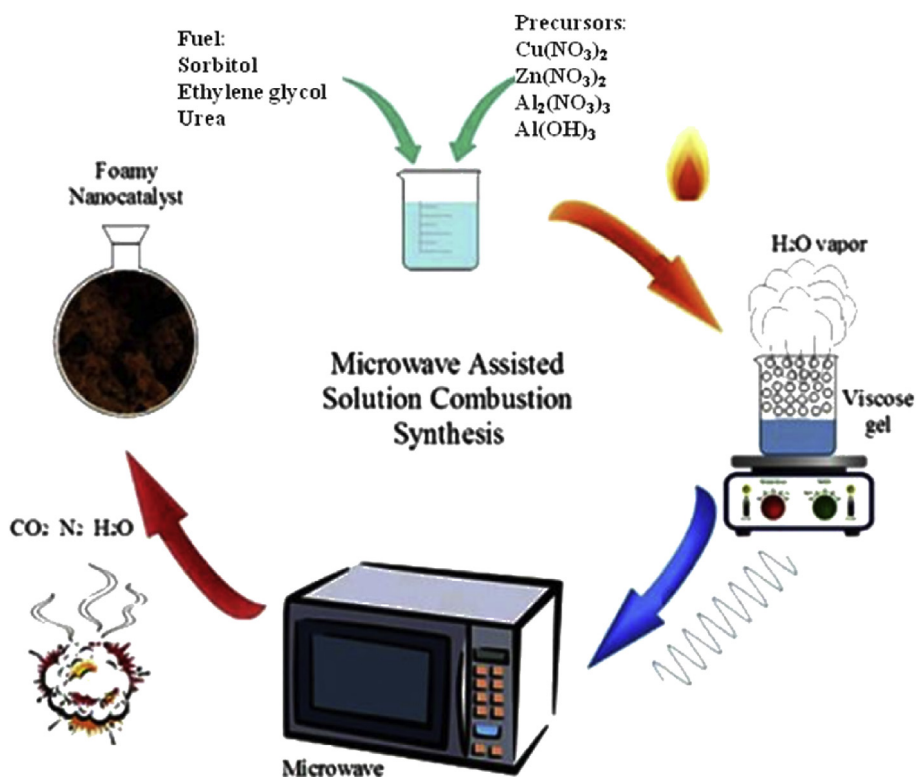 Fuel:
Sorbitol
Ethylene glycol
Urea
Precursors:
Cu(NO₃)₂
Zn(NO₃)₂
Al₂(NO₃)₃
Al(OH)₃
Foamy
Nanocatalyst
H₂O vapor
Microwave Assisted
Solution Combustion
Synthesis
Viscose
gel
CO₂ N₂ H₂O
Microwave